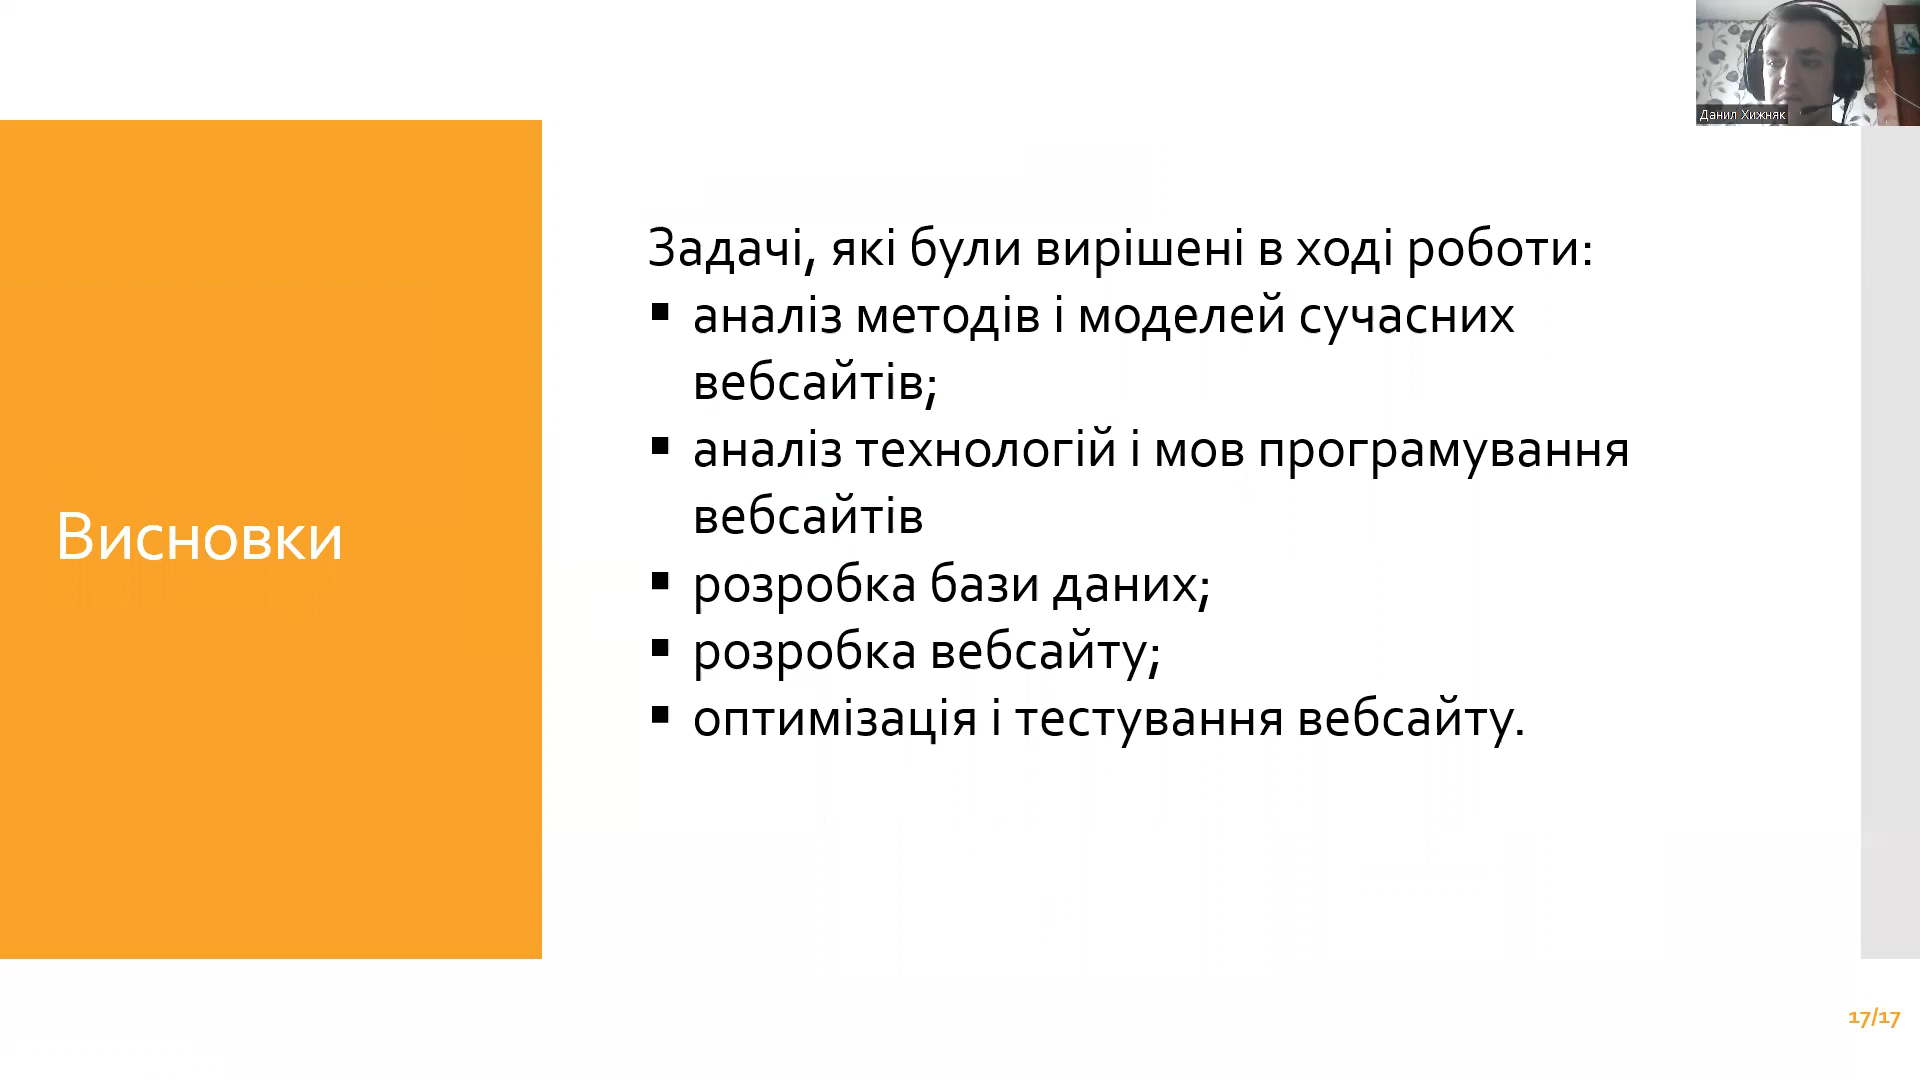 Данил Хижняк
Висновки
Задачі, які були вирішені в ході роботи:
▪ аналіз методів і моделей сучасних
вебсайтів;
▪ аналіз технологій і мов програмування
вебсайтів
▪ розробка бази даних;
▪ розробка вебсайту;
▪ оптимізація і тестування вебсайту.
17/17